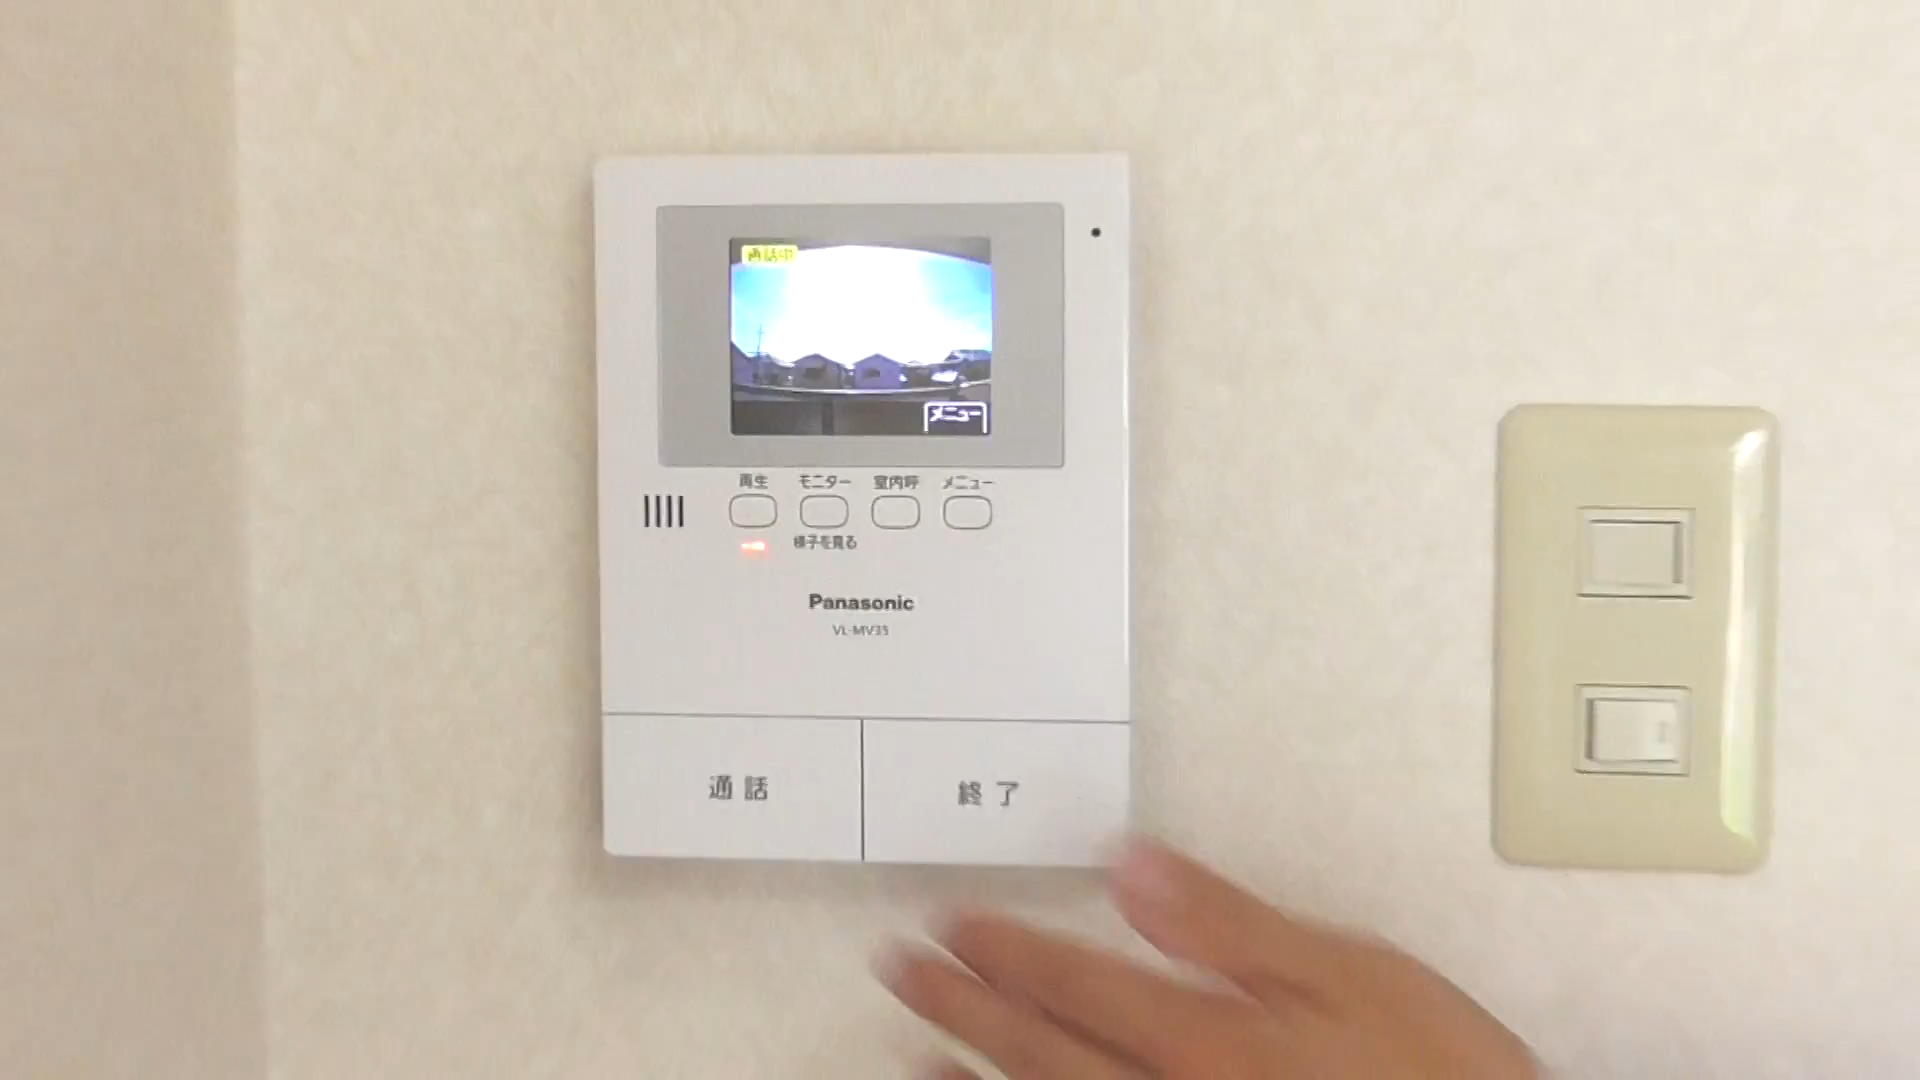 通話中
メニュー
再生 モニター 室内呼 メニュー
様子を見る
Panasonic
VL-MV35
通話 終了